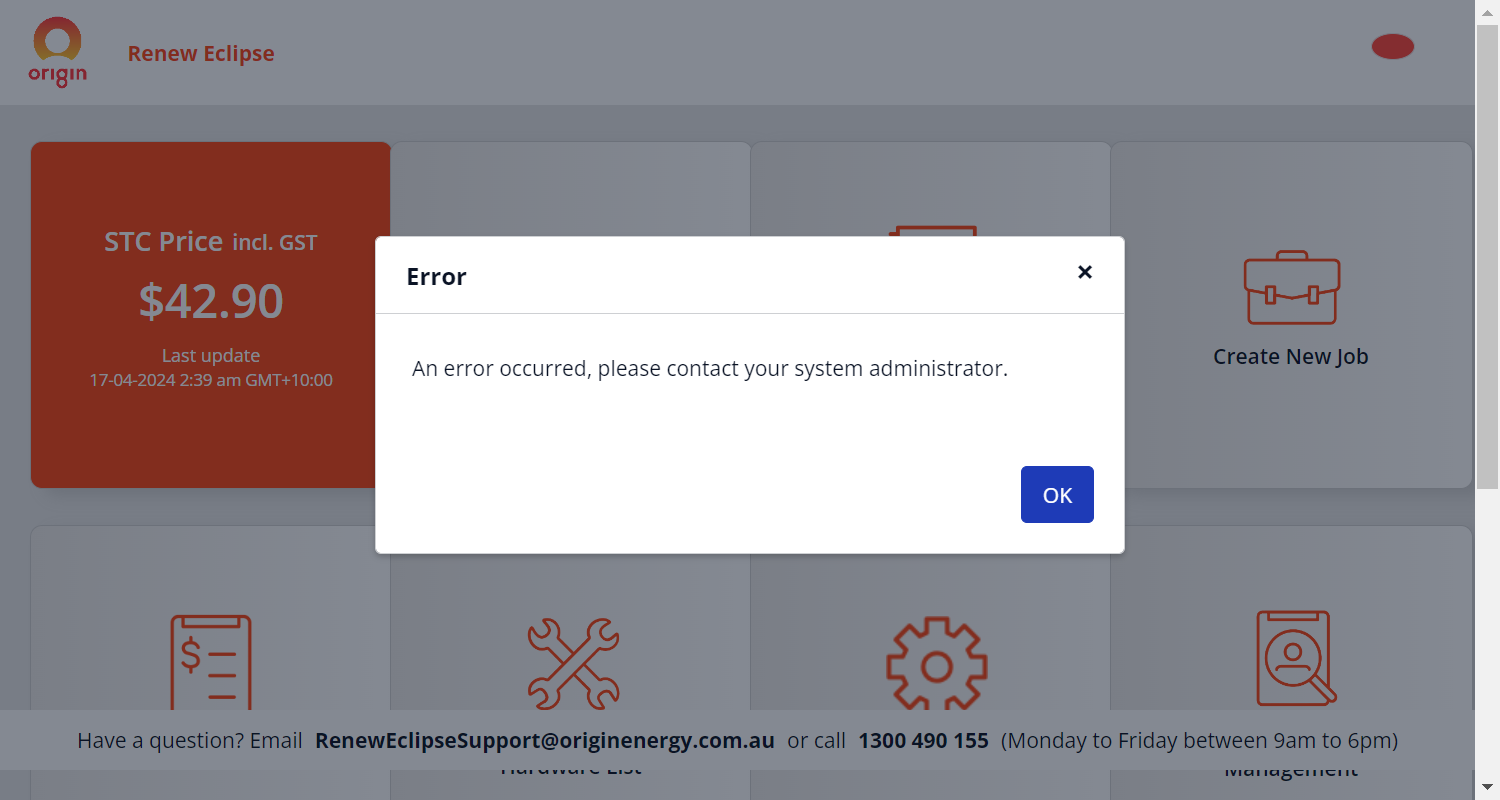 origin
Renew Eclipse
STC Price incl. GST
$42.90
Last update
17-04-2024 2:39 am GMT+10:00
Error
×
An error occurred, please contact your system administrator.
OK
Create New Job
$
Have a question? Email RenewEclipseSupport@originenergy.com.au or call 1300 490 155 (Monday to Friday between 9am to 6pm)
Hardware List
Management